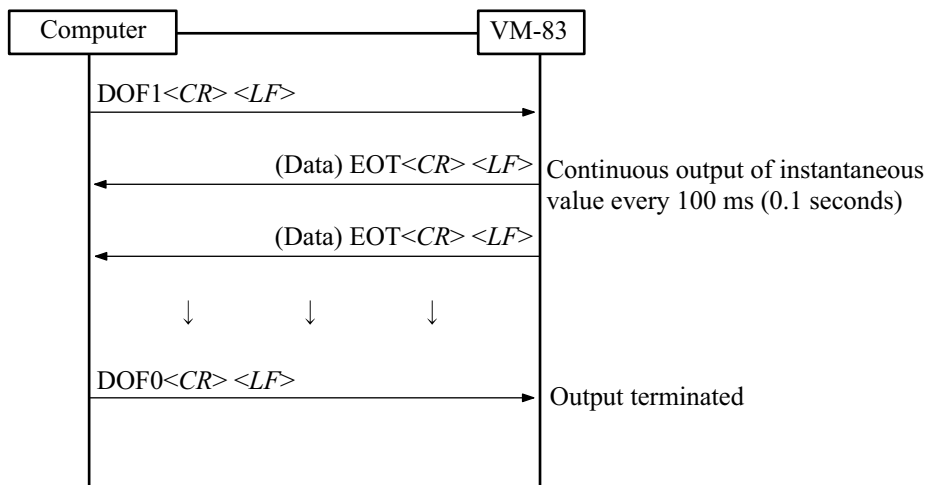 Computer
VM-83
DOF1<CR> <LF>
(Data) EOT<CR> <LF>
Continuous output of instantaneous
value every 100 ms (0.1 seconds)
(Data) EOT<CR> <LF>
↓ ↓ ↓
DOF0<CR> <LF>
Output terminated